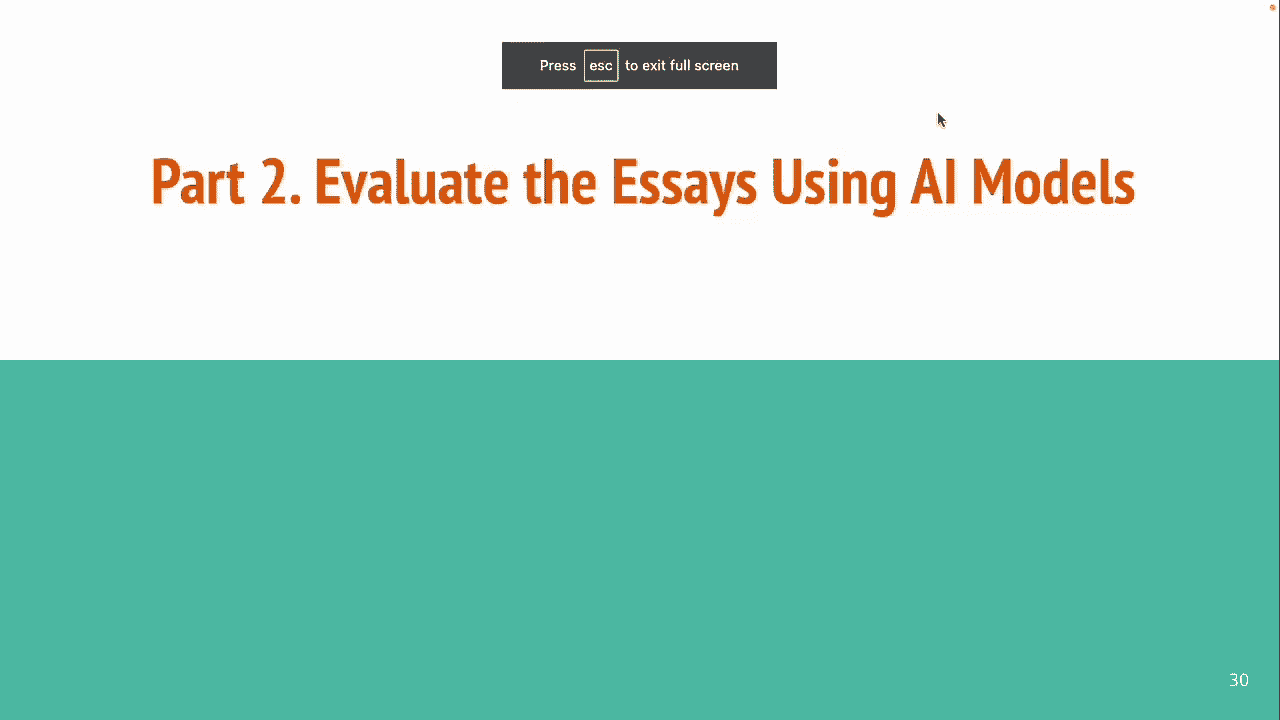 Press esc to exit full screen
Part 2. Evaluate the Essays Using AI Models
30